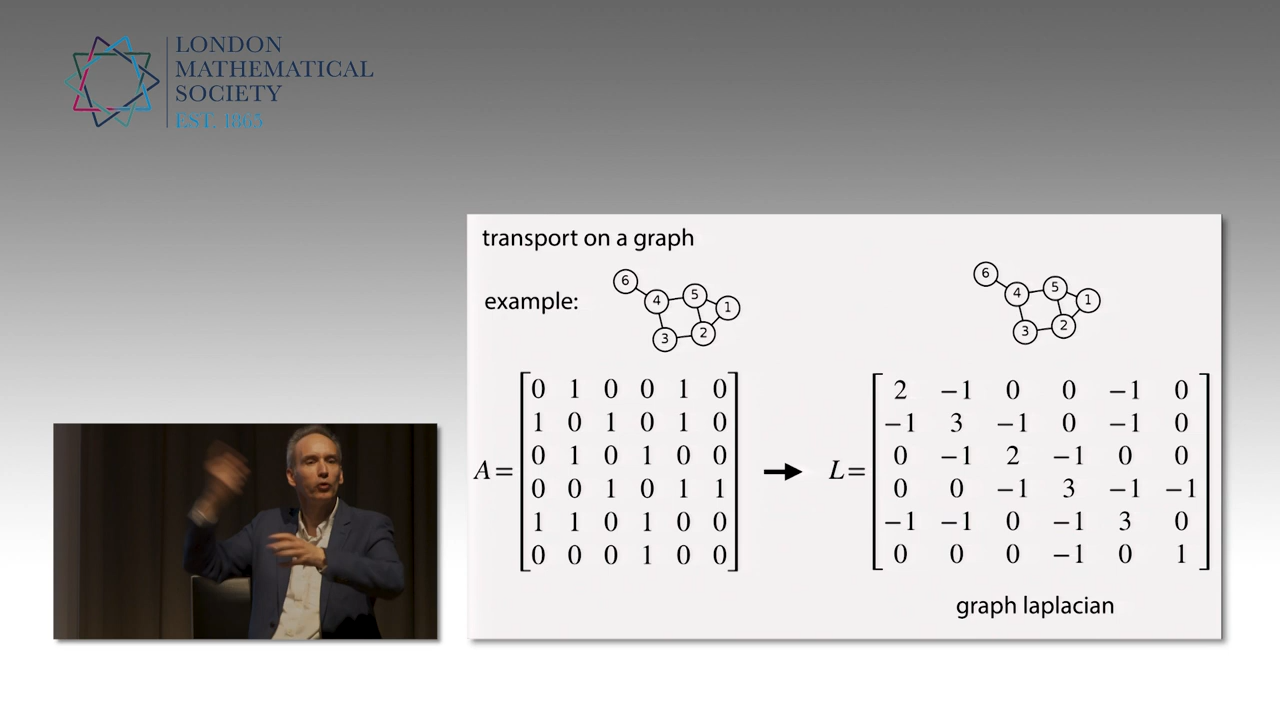 LONDON
MATHEMATICAL
SOCIETY
EST. 1865
transport on a graph
example:
6
4
5
1
3
2
6
4
5
1
3
2
A=
0 1 0 0 1 0
1 0 1 0 1 0
0 1 0 1 0 0
0 0 1 0 1 1
1 1 0 1 0 0
0 0 0 1 0 0
L=
2 −1 0 0 −1 0
−1 3 −1 0 −1 0
0 −1 2 −1 0 0
0 0 −1 3 −1 −1
−1 −1 0 −1 3 0
0 0 0 −1 0 1
graph laplacian